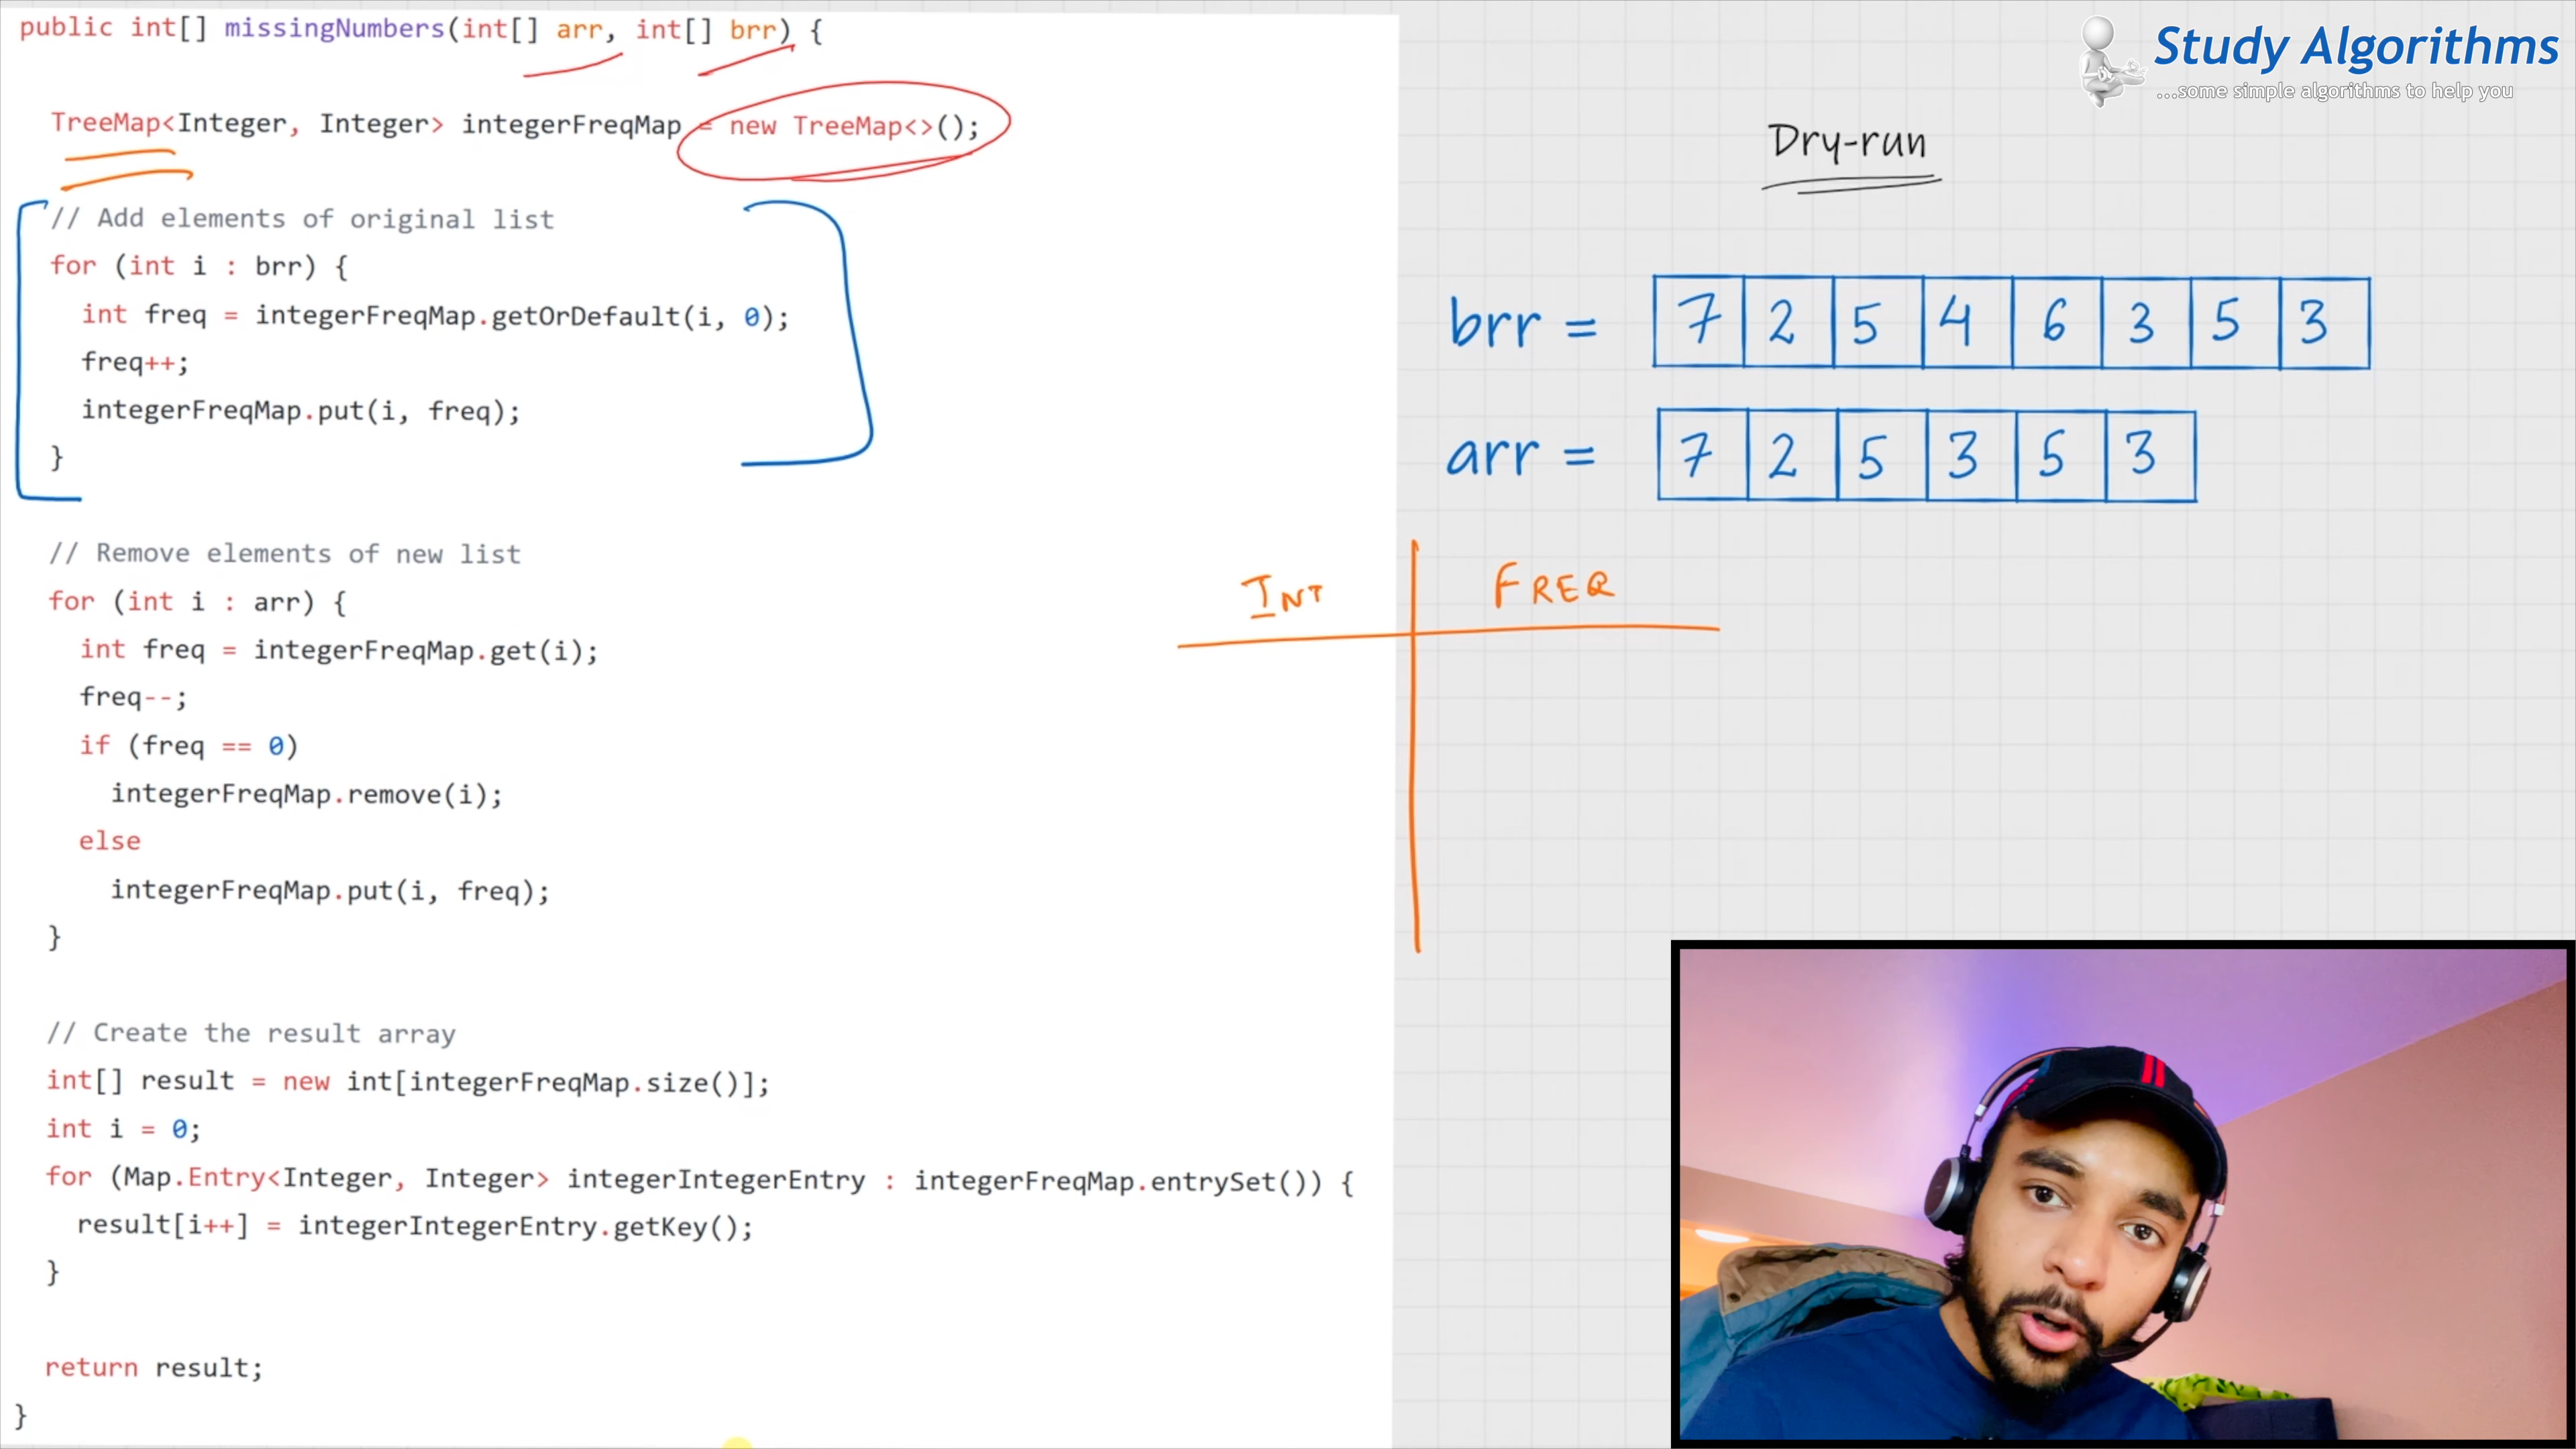 public int[] missingNumbers(int[] arr, int[] brr) {
TreeMap<Integer, Integer> integerFreqMap = new TreeMap<>();
// Add elements of original list
for (int i : brr) {
int freq = integerFreqMap.getOrDefault(i, 0);
freq++;
integerFreqMap.put(i, freq);
}
// Remove elements of new list
for (int i : arr) {
int freq = integerFreqMap.get(i);
freq--;
if (freq == 0)
integerFreqMap.remove(i);
else
integerFreqMap.put(i, freq);
}
// Create the result array
int[] result = new int[integerFreqMap.size()];
int i = 0;
for (Map.Entry<Integer, Integer> integerIntegerEntry : integerFreqMap.entrySet()) {
result[i++] = integerIntegerEntry.getKey();
}
return result;
}
Study Algorithms
...some simple algorithms to help you
Dry-run
brr = 7 2 5 4 6 3 5 3
arr = 7 2 5 3 5 3
INT FREQ